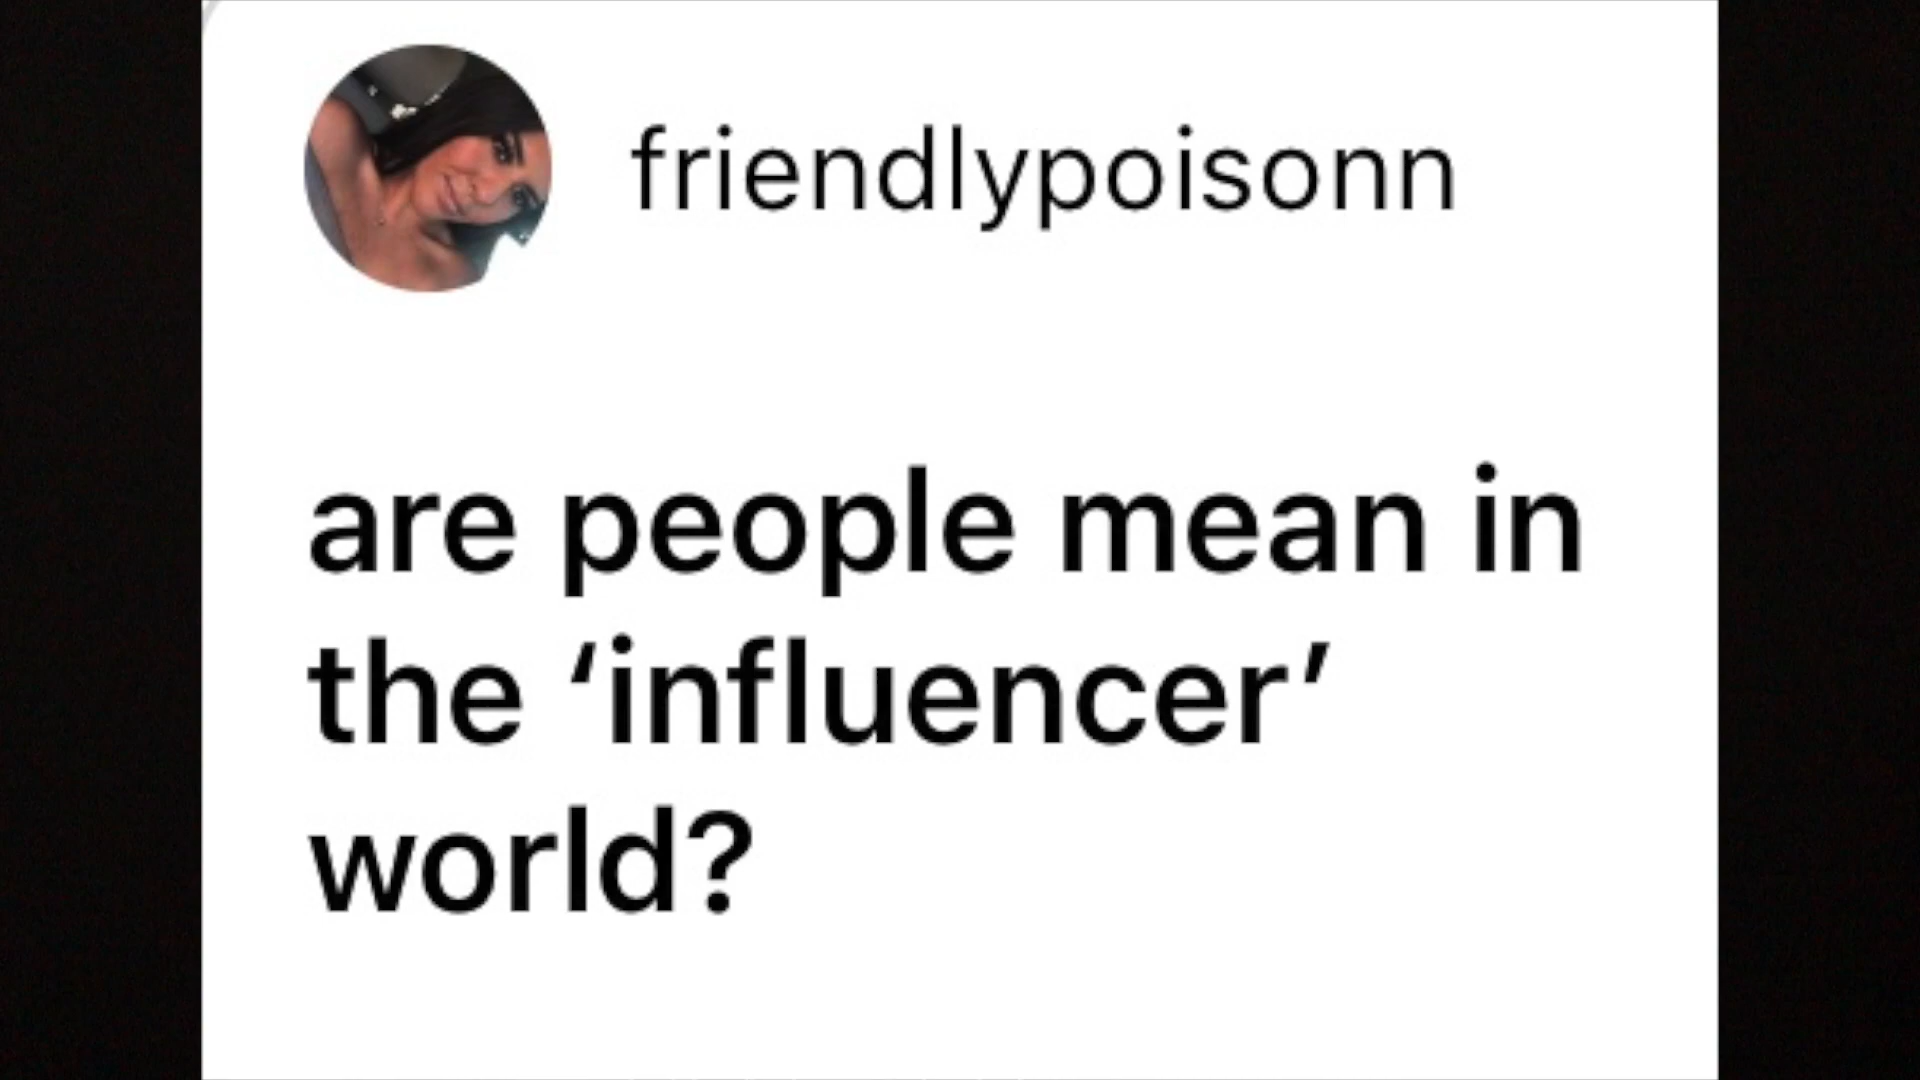 friendlypoisonn
are people mean in
the ‘influencer’
world?